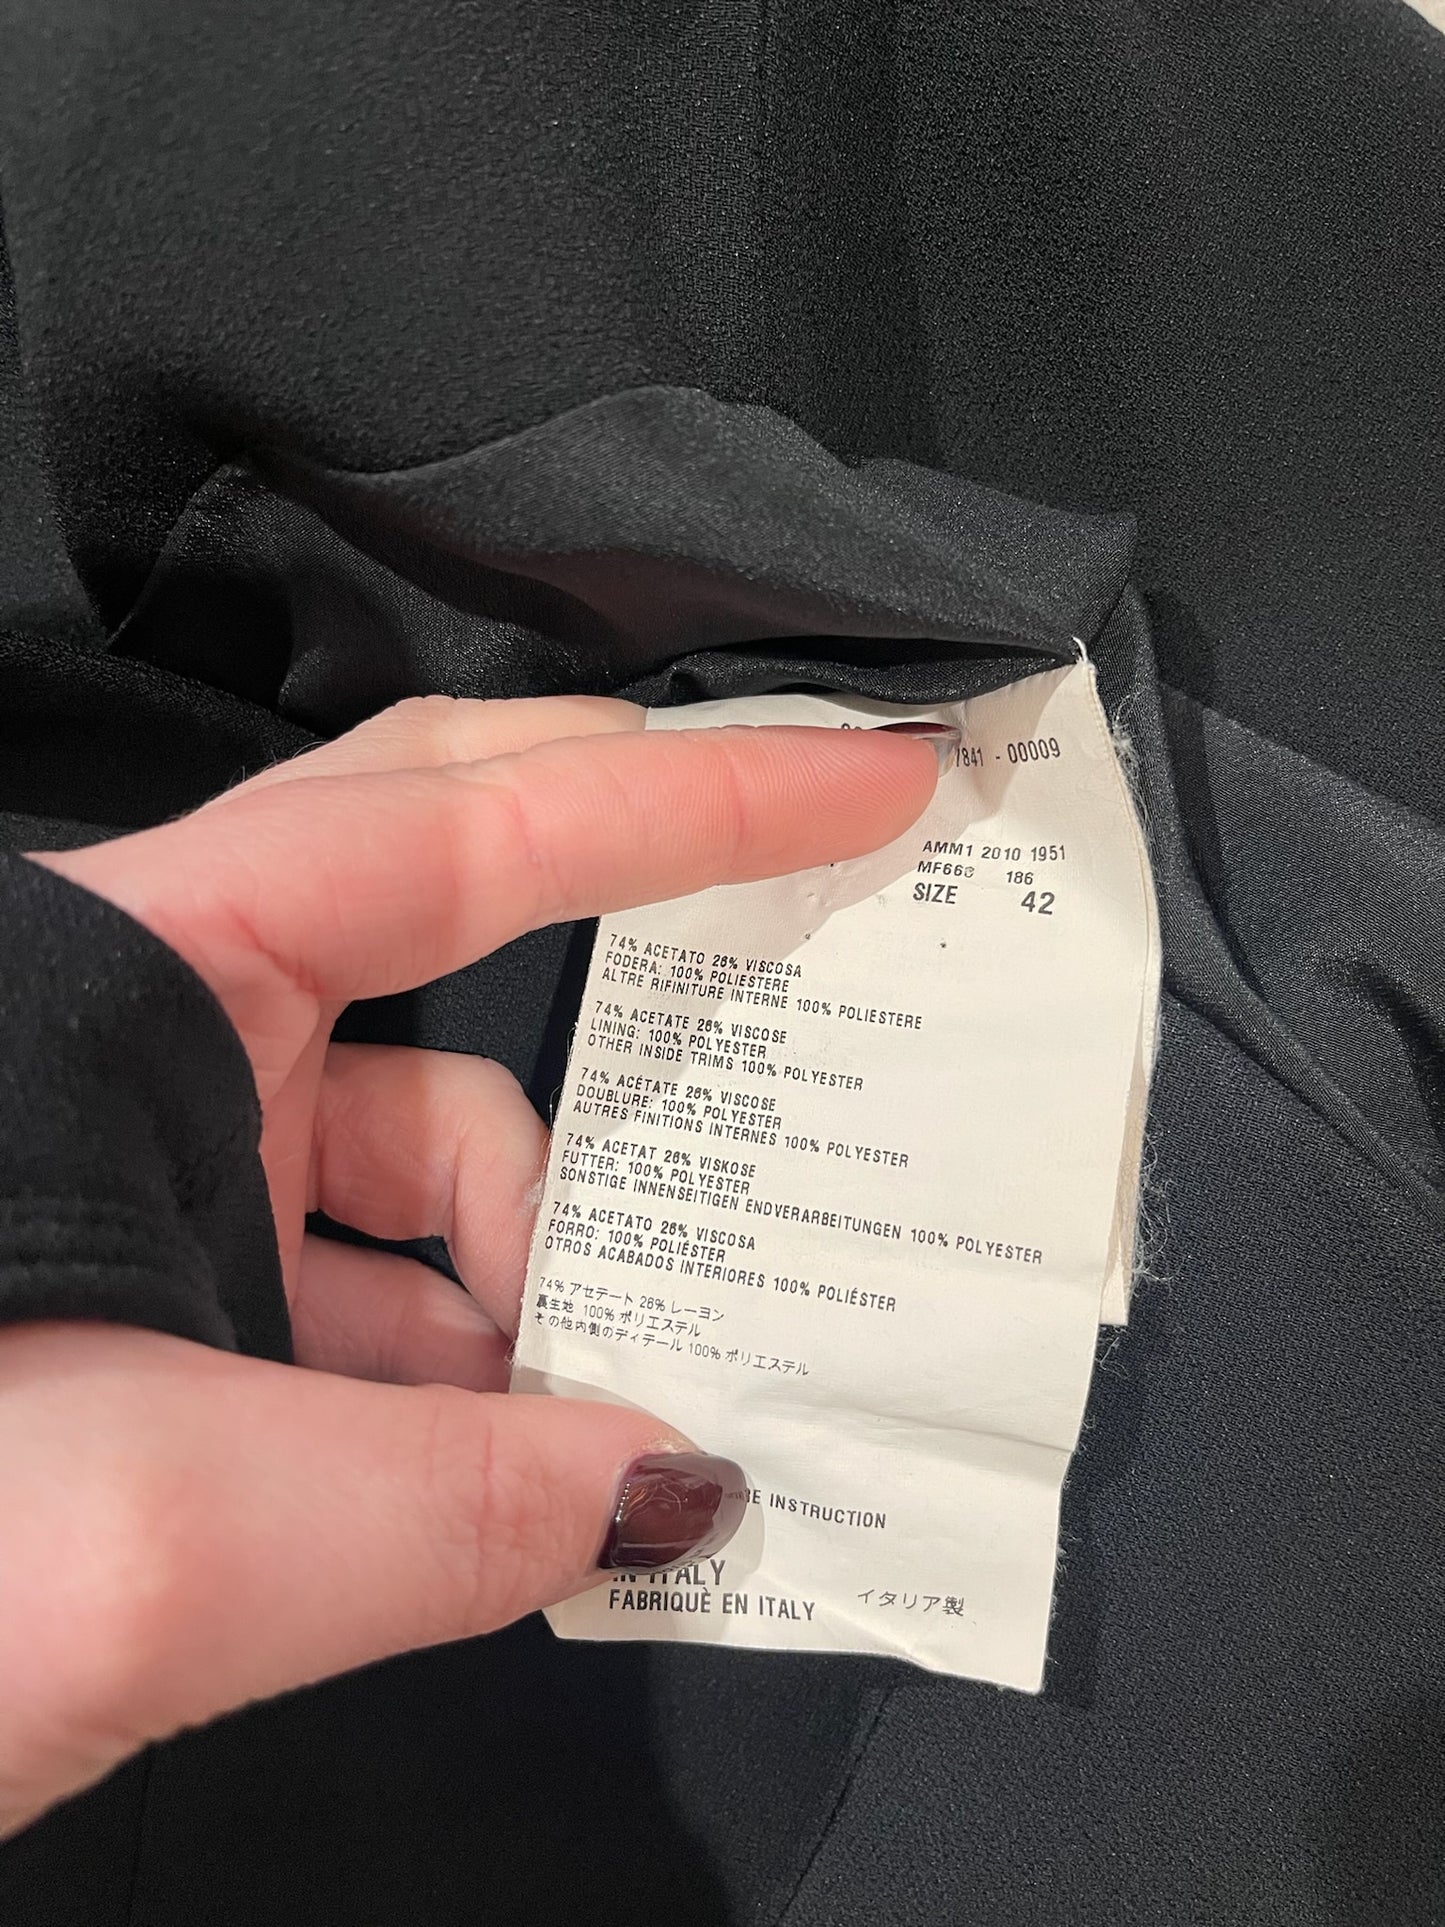 7841 - 00009
AMM1 2010 1951
186
SIZE 42
74% ACETATO 26% VISCOSA
FODERA: 100% POLIESTERE
ALTRE RIFINITURE INTERNE 100% POLIESTERE
74% ACETATE 26% VISCOSE
LINING: 100% POLYESTER
OTHER INSIDE TRIMS 100% POLYESTER
74% ACÉTATE 26% VISCOSE
DOUBLURE: 100% POLYESTER
AUTRES FINITIONS INTERNES 100% POLYESTER
74% ACETAT 26% VISKOSE
FUTTER: 100% POLYESTER
SONSTIGE INNENSEITIGEN ENDVERARBEITUNGEN 100% POLYESTER
74% ACETATO 26% VISCOSA
FORRO: 100% POLIÉSTER
OTROS ACABADOS INTERIORES 100% POLIÉSTER
74% アセテート 26% レーヨン
裏生地 100% ポリエステル
その他内側のディテール 100% ポリエステル
INSTRUCTION
IN ITALY
FABRIQUÈ EN ITALY イタリア製